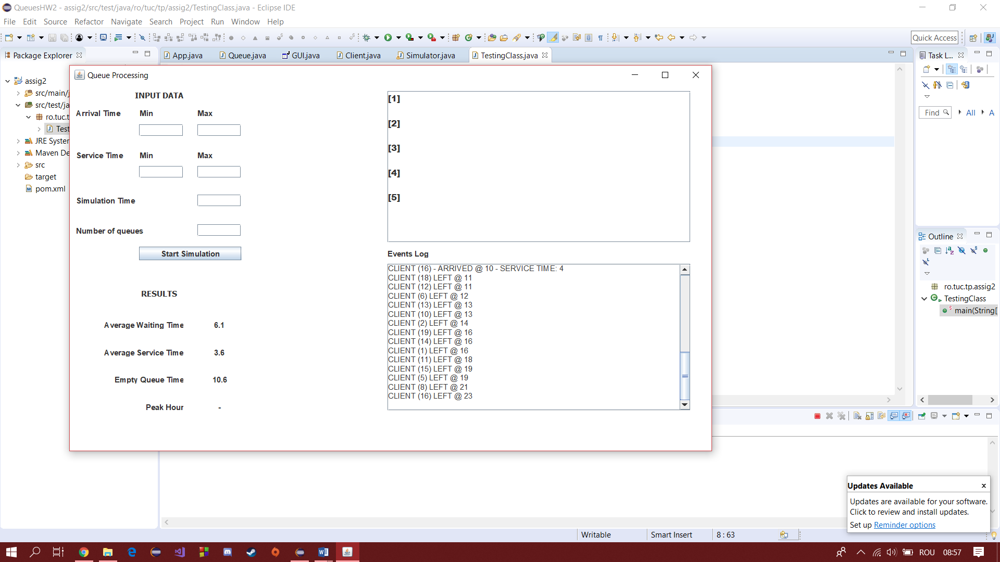 QueuesHW2 - assig2/src/test/java/ro/tuc/tp/assig2/TestingClass.java - Eclipse IDE
File Edit Source Refactor Navigate Search Project Run Window Help
Quick Access
Package Explorer
App.java Queue.java GUI.java Client.java Simulator.java TestingClass.java
Task L...
assig2
src/main/j
src/test/ja
ro.tuc.t
Test
JRE System
Maven De
src
target
pom.xml
Queue Processing
INPUT DATA
Arrival Time Min Max
Service Time Min Max
Simulation Time
Number of queues
Start Simulation
RESULTS
Average Waiting Time 6.1
Average Service Time 3.6
Empty Queue Time 10.6
Peak Hour -
[1]
[2]
[3]
[4]
[5]
Events Log
CLIENT (16) - ARRIVED @ 10 - SERVICE TIME: 4
CLIENT (18) LEFT @ 11
CLIENT (12) LEFT @ 11
CLIENT (6) LEFT @ 12
CLIENT (13) LEFT @ 13
CLIENT (10) LEFT @ 13
CLIENT (2) LEFT @ 14
CLIENT (19) LEFT @ 16
CLIENT (14) LEFT @ 16
CLIENT (1) LEFT @ 16
CLIENT (11) LEFT @ 18
CLIENT (15) LEFT @ 19
CLIENT (5) LEFT @ 19
CLIENT (8) LEFT @ 21
CLIENT (16) LEFT @ 23
Find All A
Outline
ro.tuc.tp.assig2
TestingClass
main(String[
Updates Available
Updates are available for your software.
Click to review and install updates.
Set up Reminder options
Writable Smart Insert 8 : 63
ROU 08:57